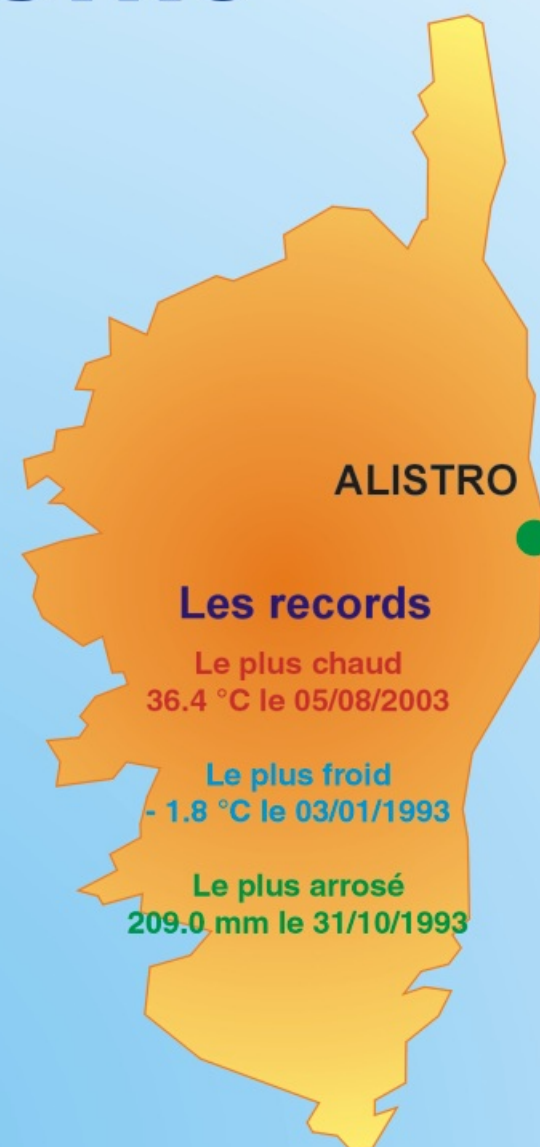 ALISTRO
Les records
Le plus chaud
36.4 °C le 05/08/2003
Le plus froid
- 1.8 °C le 03/01/1993
Le plus arrosé
209.0 mm le 31/10/1993